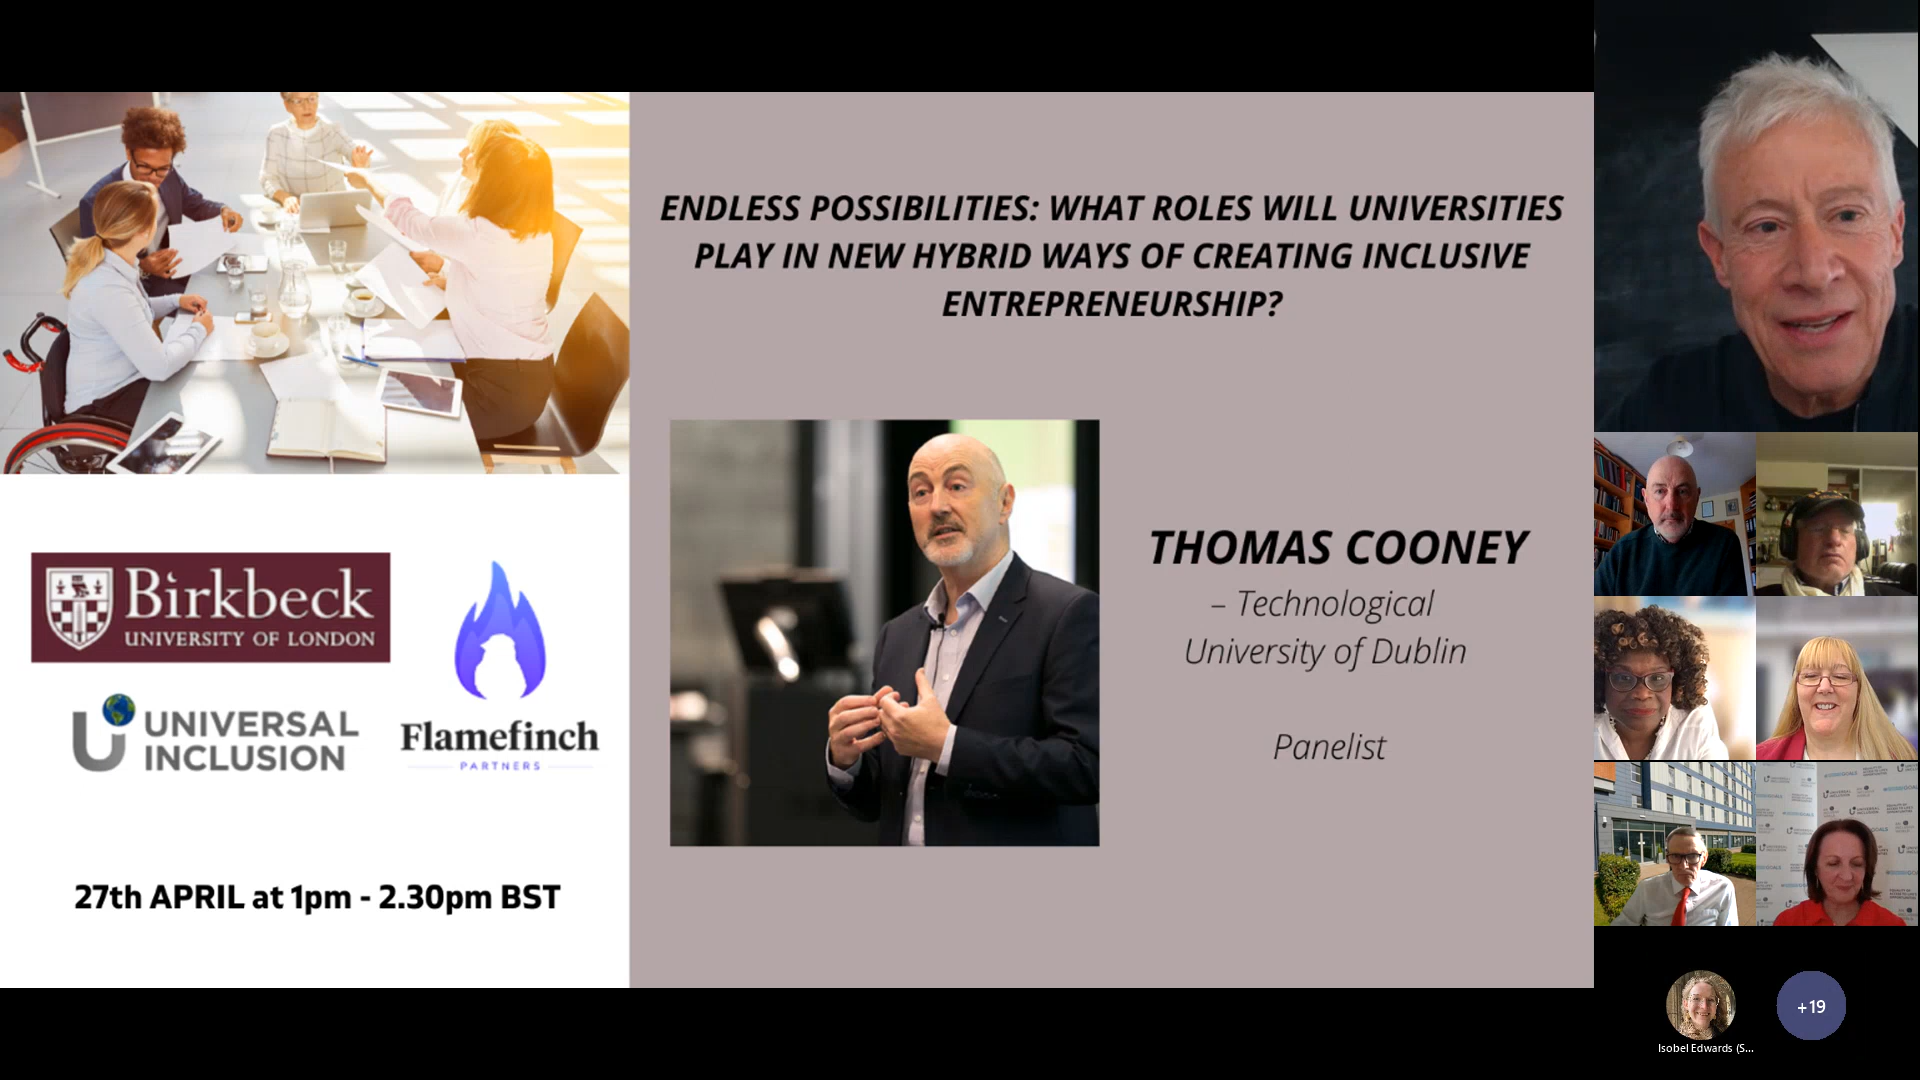 ENDLESS POSSIBILITIES: WHAT ROLES WILL UNIVERSITIES
PLAY IN NEW HYBRID WAYS OF CREATING INCLUSIVE
ENTREPRENEURSHIP?
THOMAS COONEY
– Technological
University of Dublin
Panelist
Birkbeck
UNIVERSITY OF LONDON
UNIVERSAL
INCLUSION
Flamefinch
PARTNERS
27th APRIL at 1pm - 2.30pm BST
Isobel Edwards (S...
+19